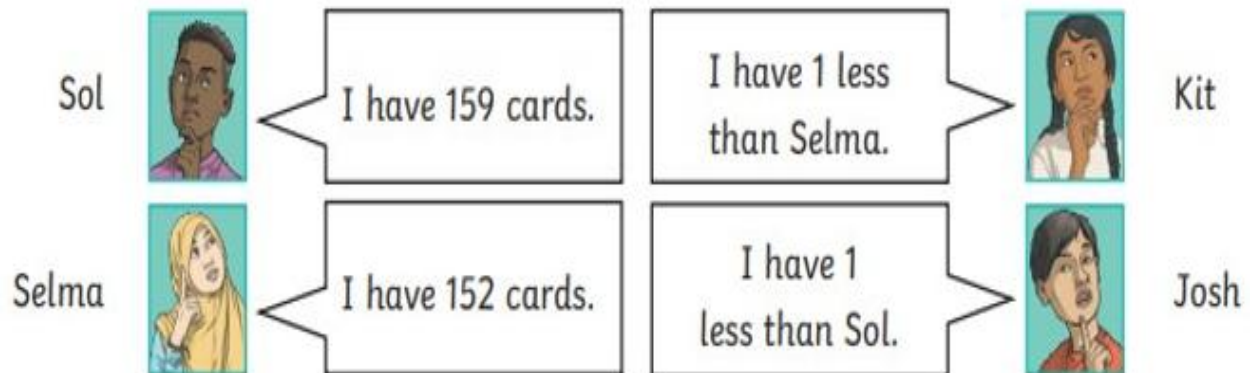 Sol
I have 159 cards.
I have 1 less
than Selma.
Kit
Selma
I have 152 cards.
I have 1
less than Sol.
Josh